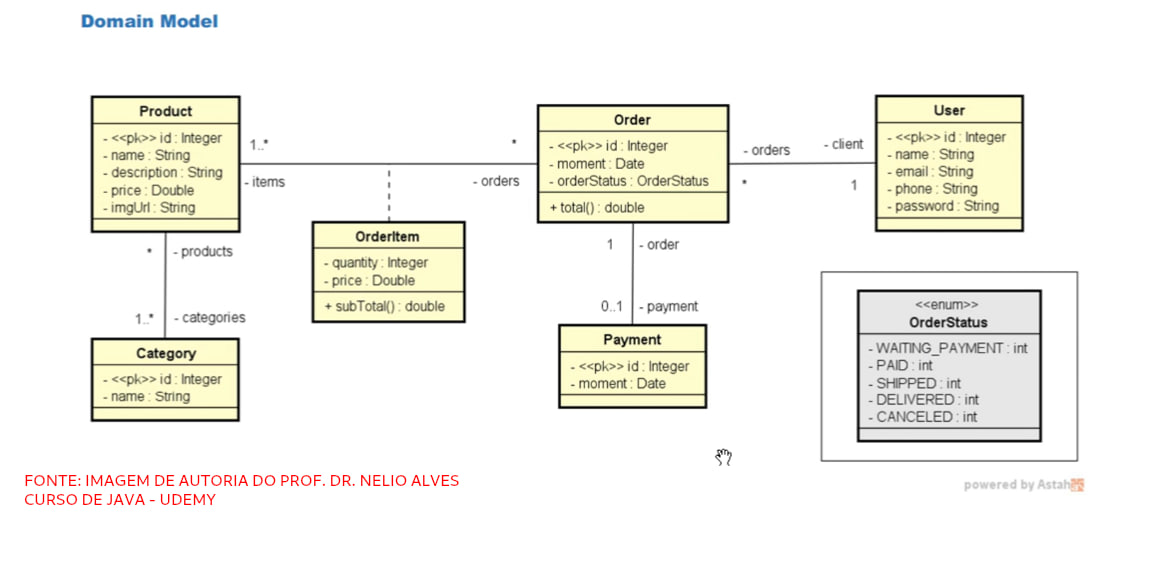 Domain Model
Product
- <<pk>> id : Integer
- name : String
- description : String
- price : Double
- imgUrl : String
1..*
- items
*
- orders
Order
- <<pk>> id : Integer
- moment : Date
- orderStatus : OrderStatus
+ total() : double
- orders
*
- client
1
User
- <<pk>> id : Integer
- name : String
- email : String
- phone : String
- password : String
OrderItem
- quantity : Integer
- price : Double
+ subTotal() : double
* - products
1..* - categories
Category
- <<pk>> id : Integer
- name : String
1 - order
0..1 - payment
Payment
- <<pk>> id : Integer
- moment : Date
<<enum>>
OrderStatus
- WAITING_PAYMENT : int
- PAID : int
- SHIPPED : int
- DELIVERED : int
- CANCELED : int
FONTE: IMAGEM DE AUTORIA DO PROF. DR. NELIO ALVES
CURSO DE JAVA - UDEMY
powered by Astah